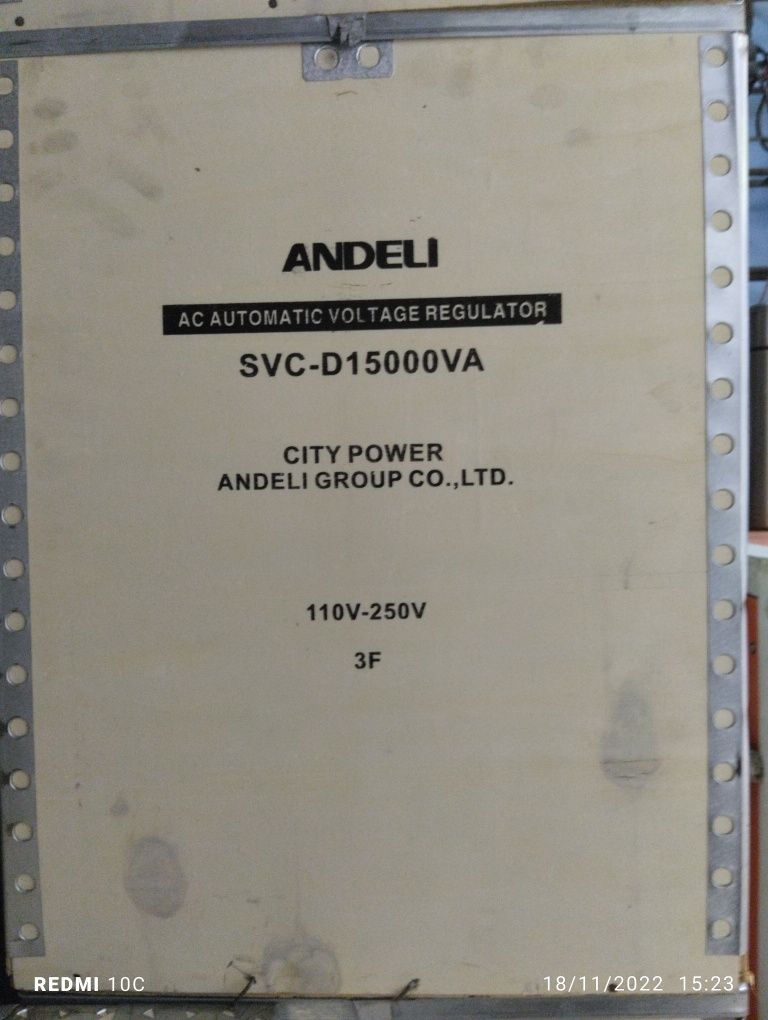 ANDELI
AC AUTOMATIC VOLTAGE REGULATOR
SVC-D15000VA
CITY POWER
ANDELI GROUP CO.,LTD.
110V-250V
3F
REDMI 10C
18/11/2022 15:23